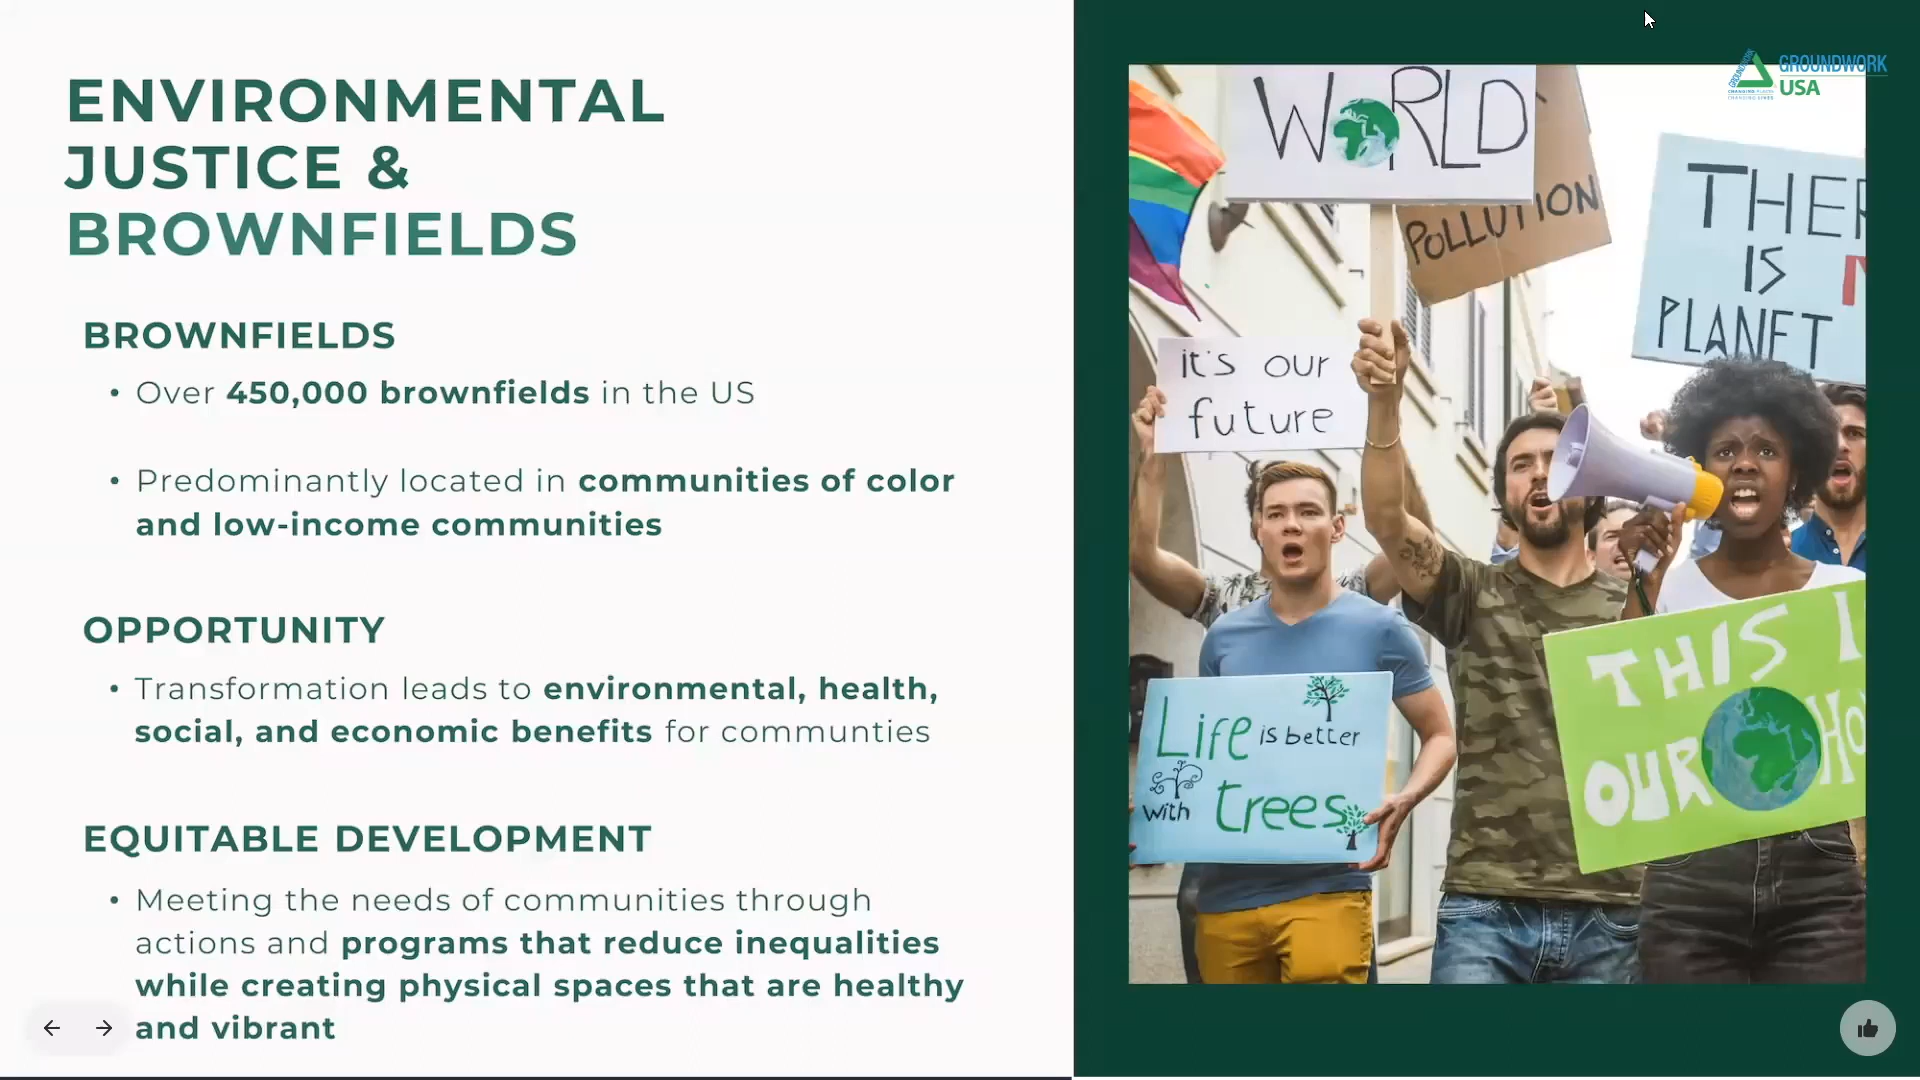 ENVIRONMENTAL
JUSTICE &
BROWNFIELDS
BROWNFIELDS
• Over 450,000 brownfields in the US
• Predominantly located in communities of color
and low-income communities
OPPORTUNITY
• Transformation leads to environmental, health,
social, and economic benefits for communties
EQUITABLE DEVELOPMENT
• Meeting the needs of communities through
actions and programs that reduce inequalities
while creating physical spaces that are healthy
and vibrant
GROUNDWORK
USA
W RLD
POLLUTION
THER
IS N
PLANET
it's our
future
Life is better
with trees
THIS I
OUR HO